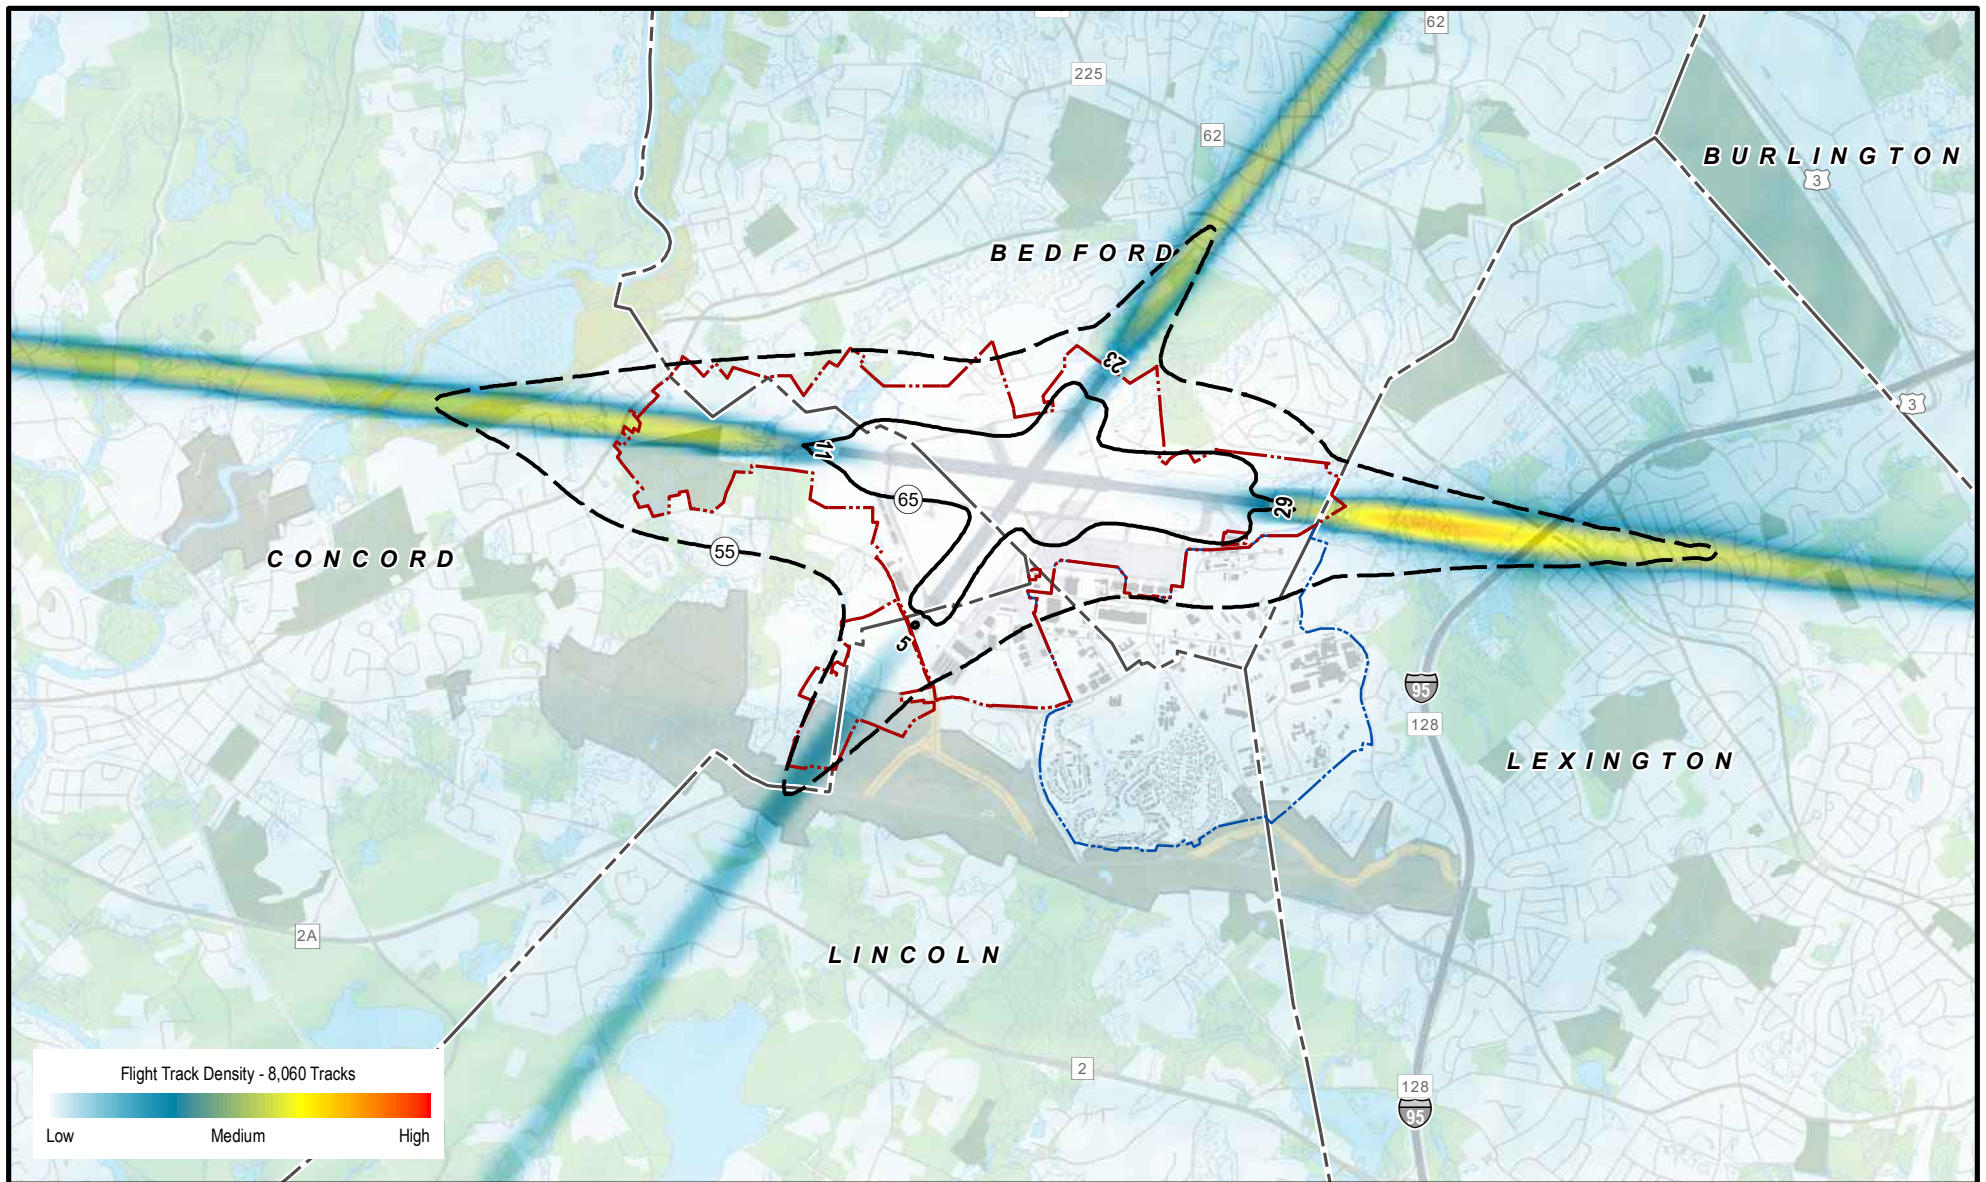 62
225
62
BURLINGTON
3
BEDFORD
23
3
11
65
29
55
CONCORD
5
95
128
LEXINGTON
2A
LINCOLN
2
128
95
Flight Track Density - 8,060 Tracks
Low Medium High